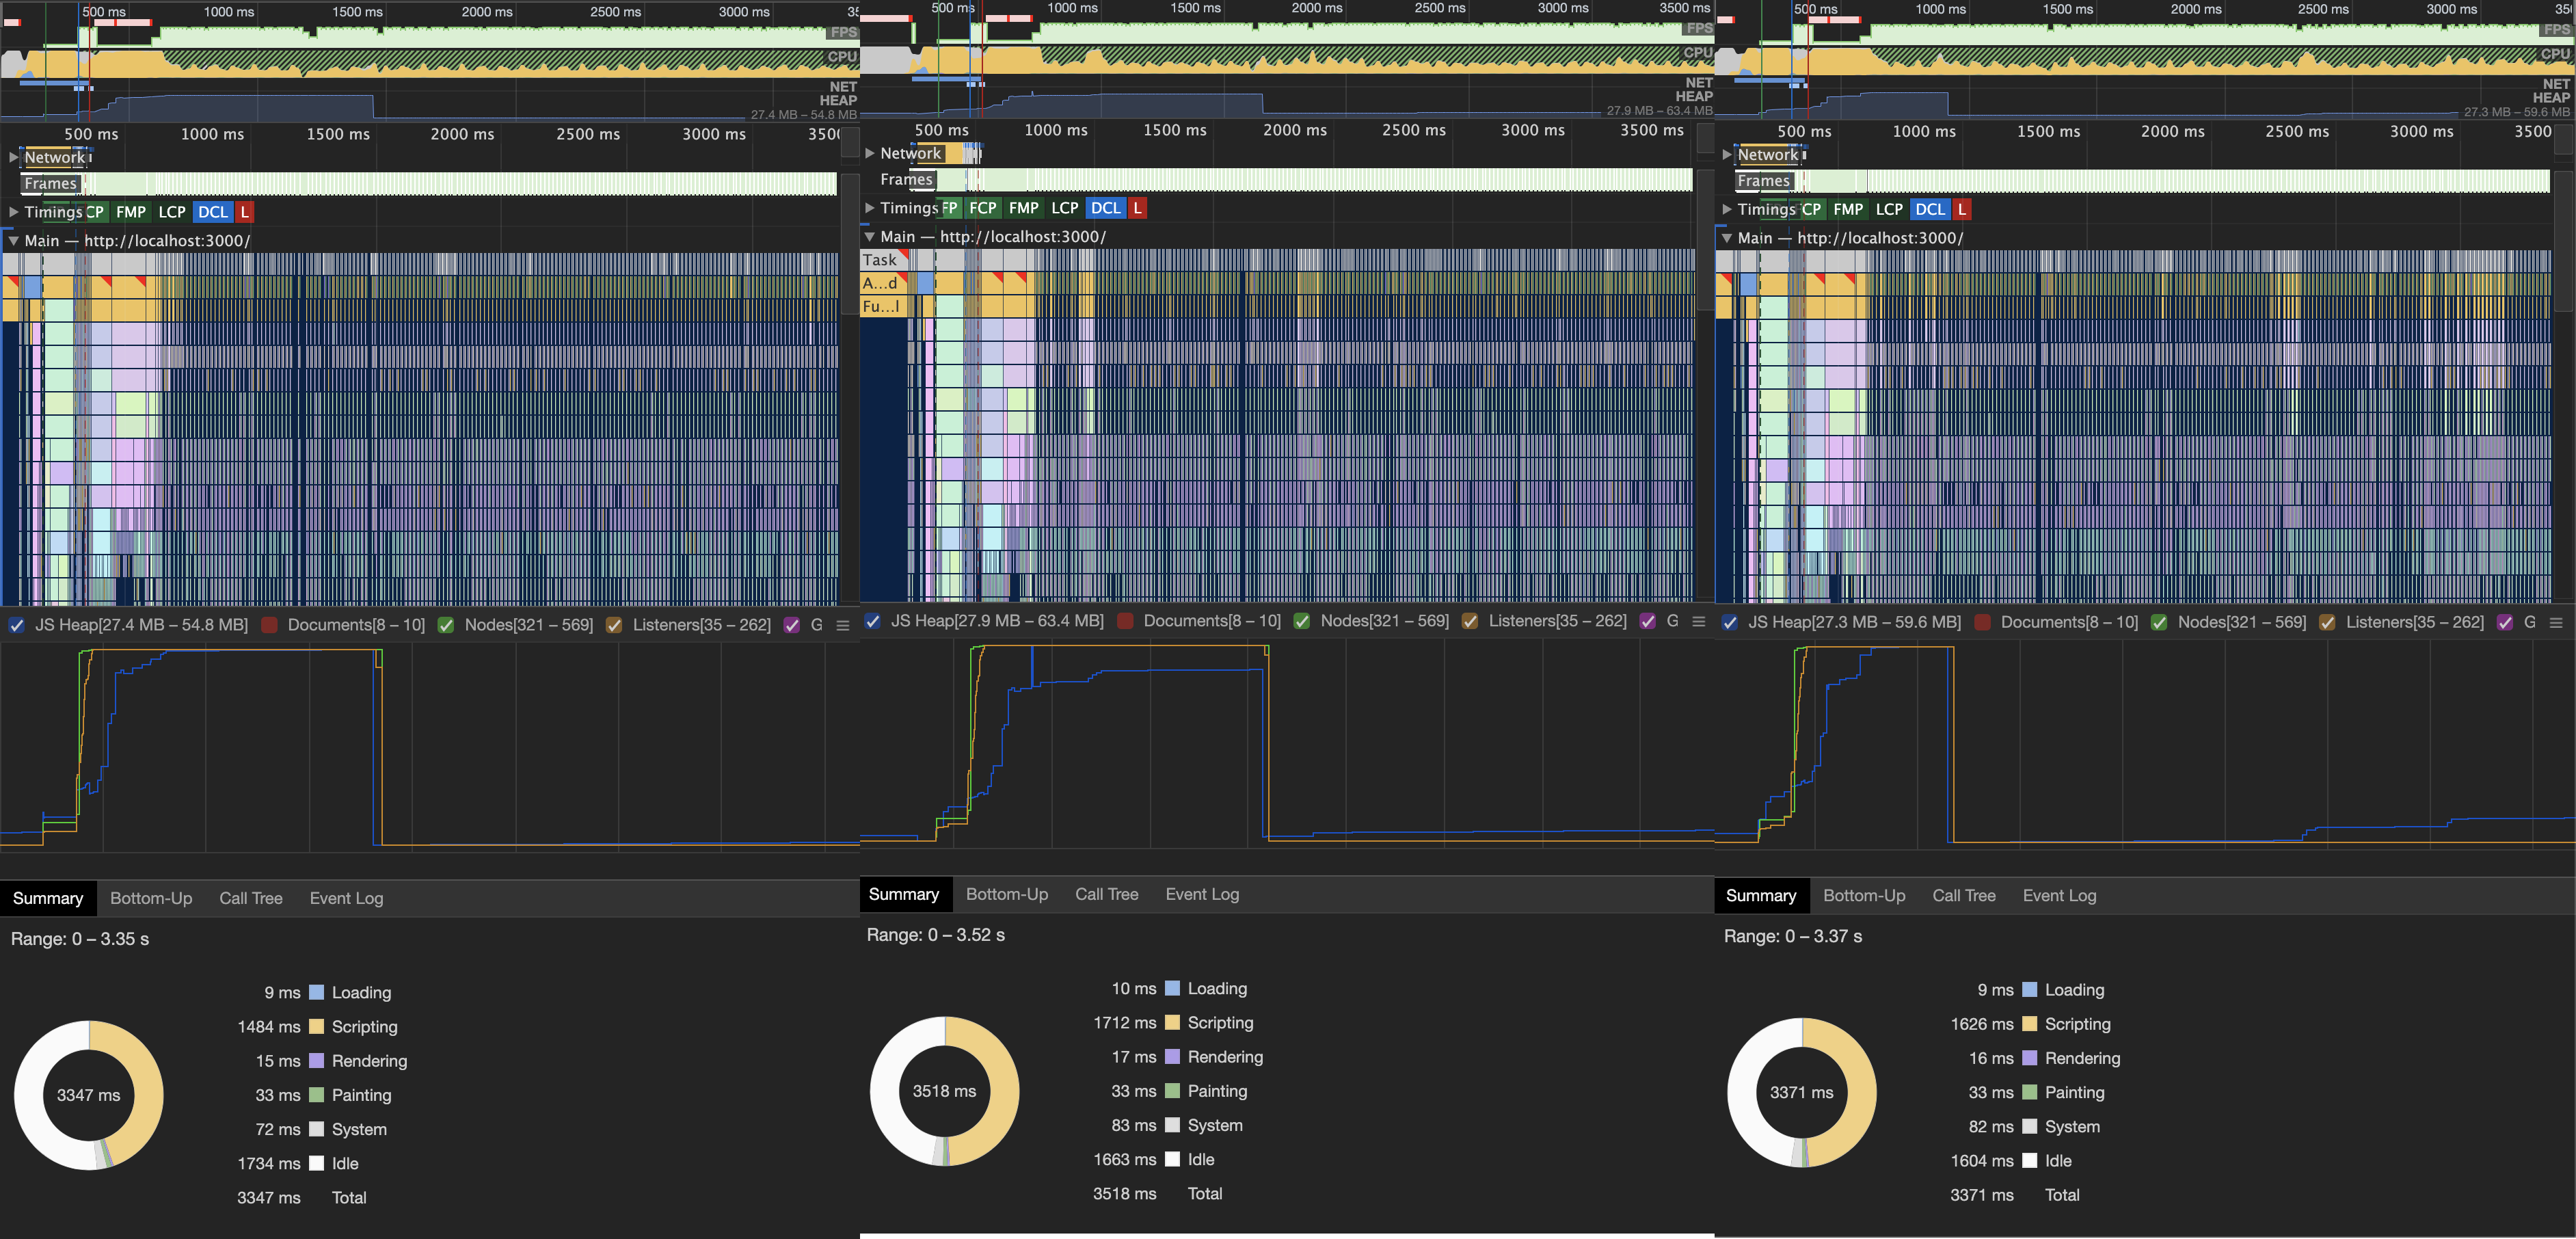 500 ms 1000 ms 1500 ms 2000 ms 2500 ms 3000 ms 35
FPS
CPU
NET
HEAP
27.4 MB – 54.8 MB
500 ms 1000 ms 1500 ms 2000 ms 2500 ms 3000 ms 350
Network
Frames
Timings CP FMP LCP DCL L
Main — http://localhost:3000/
JS Heap[27.4 MB – 54.8 MB] Documents[8 – 10] Nodes[321 – 569] Listeners[35 – 262] G
Summary Bottom-Up Call Tree Event Log
Range: 0 – 3.35 s
3347 ms
9 ms Loading
1484 ms Scripting
15 ms Rendering
33 ms Painting
72 ms System
1734 ms Idle
3347 ms Total
500 ms 1000 ms 1500 ms 2000 ms 2500 ms 3000 ms 3500 ms
FPS
CPU
NET
HEAP
27.9 MB – 63.4 MB
500 ms 1000 ms 1500 ms 2000 ms 2500 ms 3000 ms 3500 ms
Network
Frames
Timings FP FCP FMP LCP DCL L
Main — http://localhost:3000/
Task
A...d
Fu...l
JS Heap[27.9 MB – 63.4 MB] Documents[8 – 10] Nodes[321 – 569] Listeners[35 – 262] G
Summary Bottom-Up Call Tree Event Log
Range: 0 – 3.52 s
3518 ms
10 ms Loading
1712 ms Scripting
17 ms Rendering
33 ms Painting
83 ms System
1663 ms Idle
3518 ms Total
500 ms 1000 ms 1500 ms 2000 ms 2500 ms 3000 ms 35
FPS
CPU
NET
HEAP
27.3 MB – 59.6 MB
500 ms 1000 ms 1500 ms 2000 ms 2500 ms 3000 ms 3500
Network
Frames
Timings CP FMP LCP DCL L
Main — http://localhost:3000/
JS Heap[27.3 MB – 59.6 MB] Documents[8 – 10] Nodes[321 – 569] Listeners[35 – 262] G
Summary Bottom-Up Call Tree Event Log
Range: 0 – 3.37 s
3371 ms
9 ms Loading
1626 ms Scripting
16 ms Rendering
33 ms Painting
82 ms System
1604 ms Idle
3371 ms Total